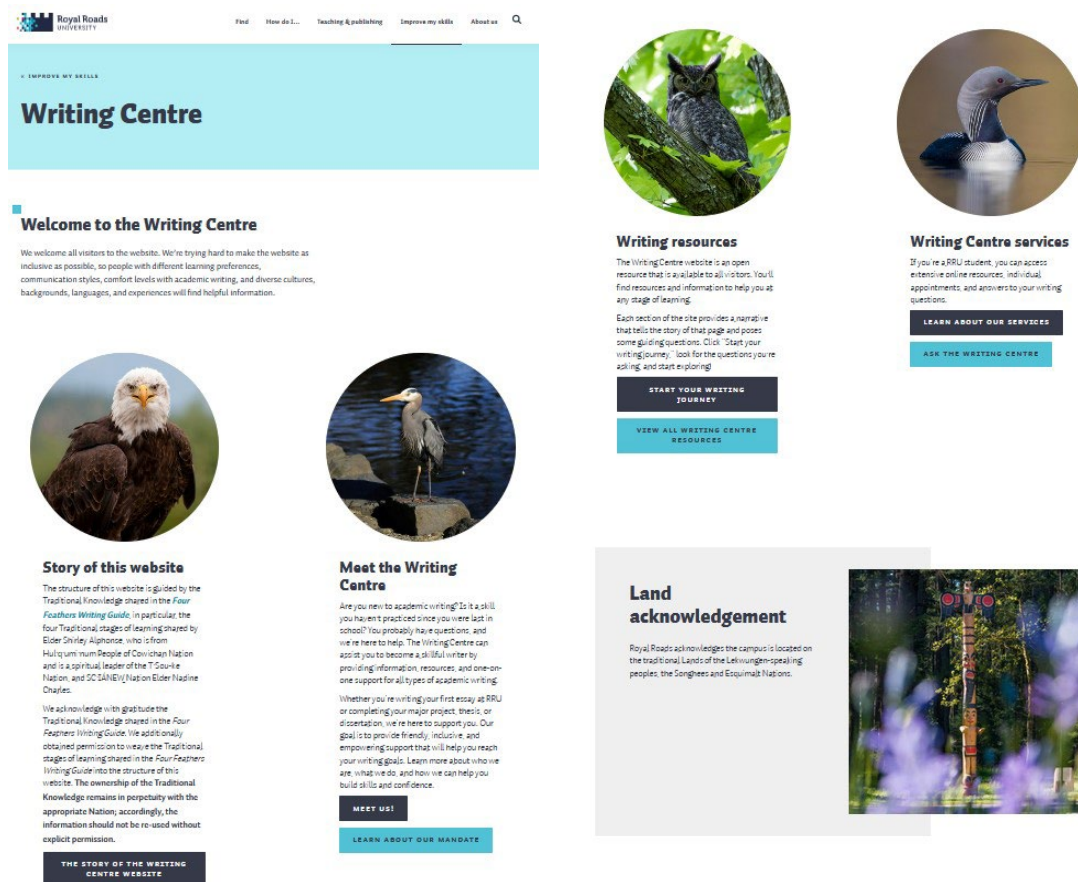 Royal Roads
UNIVERSITY
Find How do I... Teaching & publishing Improve my skills About us
< IMPROVE MY SKILLS
Writing Centre
Welcome to the Writing Centre
We welcome all visitors to the website. We're trying hard to make the website as
inclusive as possible, so people with different learning preferences,
communication styles, comfort levels with academic writing, and diverse cultures,
backgrounds, languages, and experiences will find helpful information.
Story of this website
The structure of this website is guided by the
Traditional Knowledge shared in the Four
Feathers Writing Guide, in particular, the
four Traditional stages of learning shared by
Elder Shirley Alphonse, who is from
Hul'q'umi'num People of Cowichan Nation
and is a spiritual leader of the T'Sou-ke
Nation, and SC'IȺNEW̱ Nation Elder Nadine
Charles.
We acknowledge with gratitude the
Traditional Knowledge shared in the Four
Feathers Writing Guide. We additionally
obtained permission to weave the Traditional
stages of learning shared in the Four Feathers
Writing Guide into the structure of this
website. The ownership of the Traditional
Knowledge remains in perpetuity with the
appropriate Nation; accordingly, the
information should not be re-used without
explicit permission.
THE STORY OF THE WRITING
CENTRE WEBSITE
Meet the Writing
Centre
Are you new to academic writing? Is it a skill
you haven't practiced since you were last in
school? You probably have questions, and
we're here to help. The Writing Centre can
assist you to become a skillful writer by
providing information, resources, and one-on-
one support for all types of academic writing.
Whether you're writing your first essay at RRU
or completing your major project, thesis, or
dissertation, we're here to support you. Our
goal is to provide friendly, inclusive, and
empowering support that will help you reach
your writing goals. Learn more about who we
are, what we do, and how we can help you
build skills and confidence.
MEET US!
LEARN ABOUT OUR MANDATE
Writing resources
The Writing Centre website is an open
resource that is available to all visitors. You'll
find resources and information to help you at
any stage of learning.
Each section of the site provides a narrative
that tells the story of that page and poses
some guiding questions. Click "Start your
writing journey," look for the questions you're
asking, and start exploring!
START YOUR WRITING
JOURNEY
VIEW ALL WRITING CENTRE
RESOURCES
Writing Centre services
If you're a RRU student, you can access
extensive online resources, individual
appointments, and answers to your writing
questions.
LEARN ABOUT OUR SERVICES
ASK THE WRITING CENTRE
Land
acknowledgement
Royal Roads acknowledges the campus is located on
the traditional Lands of the Lekwungen-speaking
peoples, the Songhees and Esquimalt Nations.